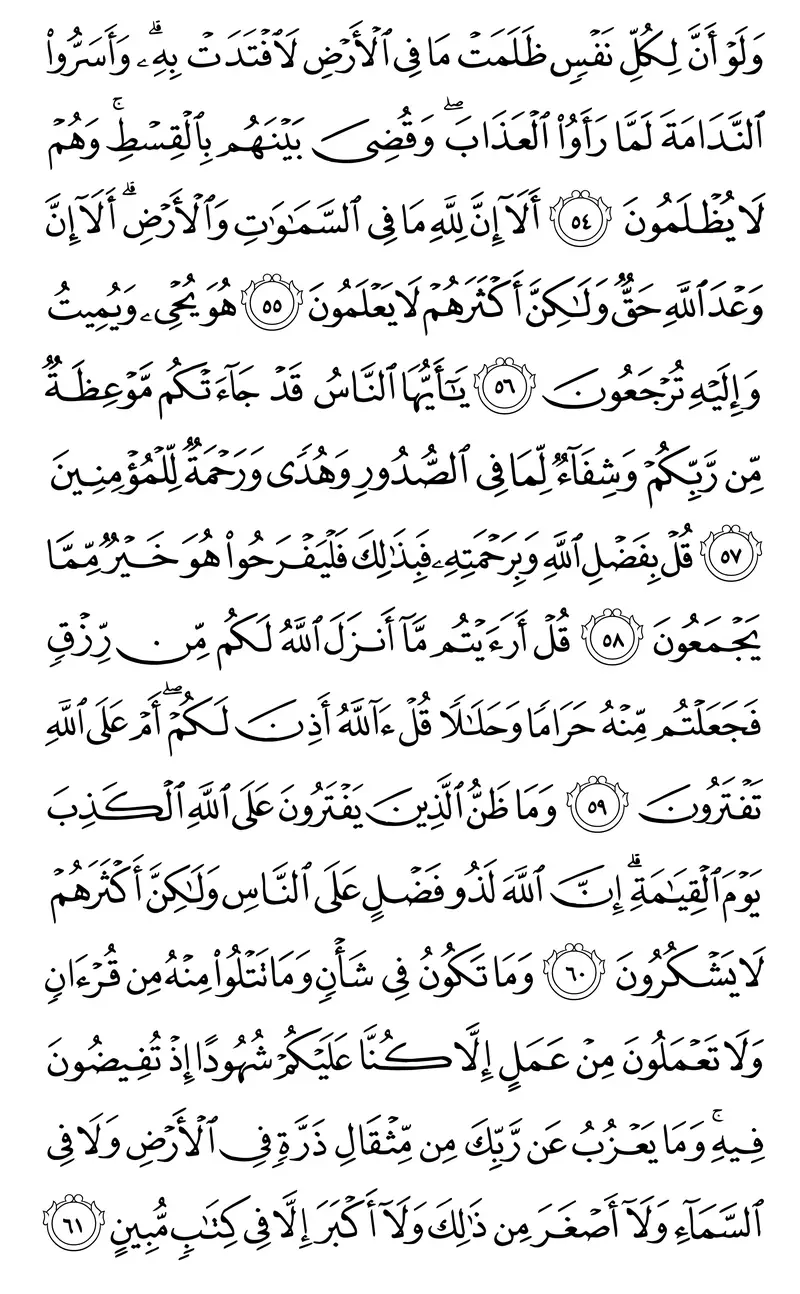 وَلَوۡ أَنَّ لِكُلِّ نَفۡسٖ ظَلَمَتۡ مَا فِي ٱلۡأَرۡضِ لَٱفۡتَدَتۡ بِهِۦۗ وَأَسَرُّواْ
ٱلنَّدَامَةَ لَمَّا رَأَوُاْ ٱلۡعَذَابَۖ وَقُضِيَ بَيۡنَهُم بِٱلۡقِسۡطِۚ وَهُمۡ
لَا يُظۡلَمُونَ ٥٤ أَلَآ إِنَّ لِلَّهِ مَا فِي ٱلسَّمَٰوَٰتِ وَٱلۡأَرۡضِۗ أَلَآ إِنَّ
وَعۡدَ ٱللَّهِ حَقّٞ وَلَٰكِنَّ أَكۡثَرَهُمۡ لَا يَعۡلَمُونَ ٥٥ هُوَ يُحۡيِۦ وَيُمِيتُ
وَإِلَيۡهِ تُرۡجَعُونَ ٥٦ يَٰٓأَيُّهَا ٱلنَّاسُ قَدۡ جَآءَتۡكُم مَّوۡعِظَةٞ
مِّن رَّبِّكُمۡ وَشِفَآءٞ لِّمَا فِي ٱلصُّدُورِ وَهُدٗى وَرَحۡمَةٞ لِّلۡمُؤۡمِنِينَ
٥٧ قُلۡ بِفَضۡلِ ٱللَّهِ وَبِرَحۡمَتِهِۦ فَبِذَٰلِكَ فَلۡيَفۡرَحُواْ هُوَ خَيۡرٞ مِّمَّا
يَجۡمَعُونَ ٥٨ قُلۡ أَرَءَيۡتُم مَّآ أَنزَلَ ٱللَّهُ لَكُم مِّن رِّزۡقٖ
فَجَعَلۡتُم مِّنۡهُ حَرَامٗا وَحَلَٰلٗا قُلۡ ءَآللَّهُ أَذِنَ لَكُمۡۖ أَمۡ عَلَى ٱللَّهِ
تَفۡتَرُونَ ٥٩ وَمَا ظَنُّ ٱلَّذِينَ يَفۡتَرُونَ عَلَى ٱللَّهِ ٱلۡكَذِبَ
يَوۡمَ ٱلۡقِيَٰمَةِۗ إِنَّ ٱللَّهَ لَذُو فَضۡلٍ عَلَى ٱلنَّاسِ وَلَٰكِنَّ أَكۡثَرَهُمۡ
لَا يَشۡكُرُونَ ٦٠ وَمَا تَكُونُ فِي شَأۡنٖ وَمَا تَتۡلُواْ مِنۡهُ مِن قُرۡءَانٖ
وَلَا تَعۡمَلُونَ مِنۡ عَمَلٍ إِلَّا كُنَّا عَلَيۡكُمۡ شُهُودًا إِذۡ تُفِيضُونَ
فِيهِۚ وَمَا يَعۡزُبُ عَن رَّبِّكَ مِن مِّثۡقَالِ ذَرَّةٖ فِي ٱلۡأَرۡضِ وَلَا فِي
ٱلسَّمَآءِ وَلَآ أَصۡغَرَ مِن ذَٰلِكَ وَلَآ أَكۡبَرَ إِلَّا فِي كِتَٰبٖ مُّبِينٍ ٦١